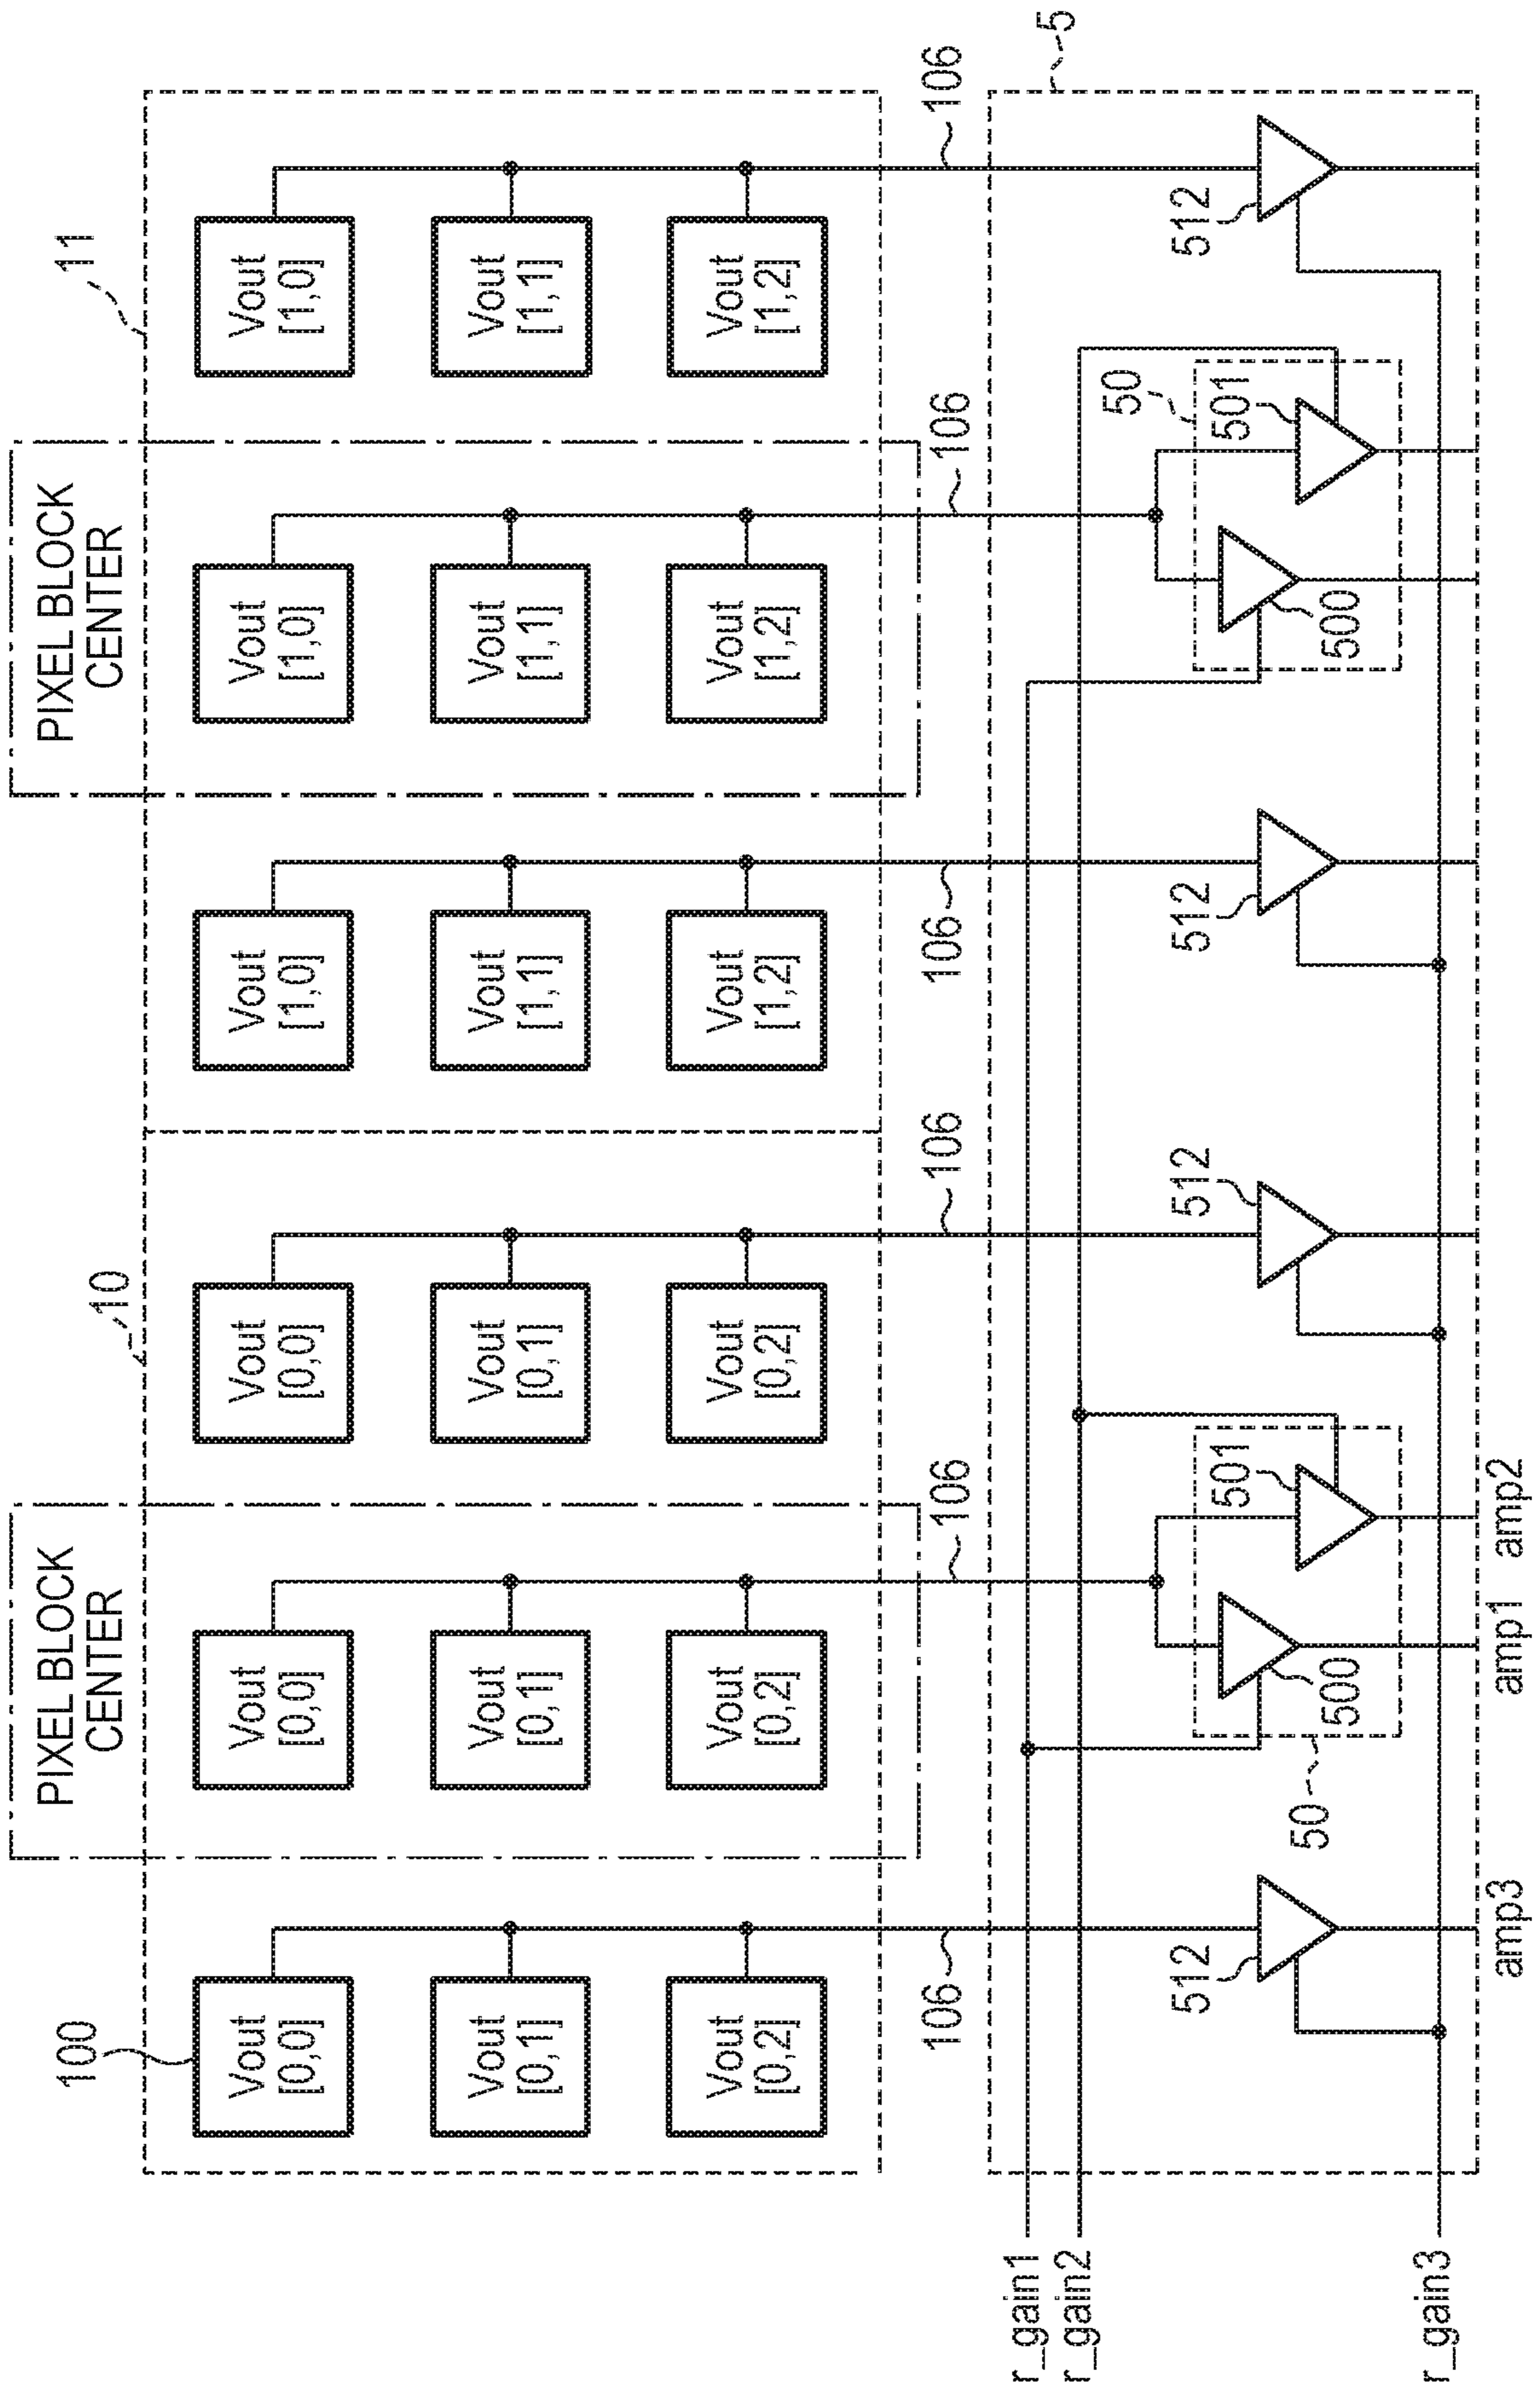 PIXEL BLOCK
CENTER
PIXEL BLOCK
CENTER
100
10
11
Vout
[0,0]
Vout
[0,0]
Vout
[0,0]
Vout
[1,0]
Vout
[1,0]
Vout
[1,0]
Vout
[0,1]
Vout
[0,1]
Vout
[0,1]
Vout
[1,1]
Vout
[1,1]
Vout
[1,1]
Vout
[0,2]
Vout
[0,2]
Vout
[0,2]
Vout
[1,2]
Vout
[1,2]
Vout
[1,2]
106
106
106
106
106
106
5
r_gain1
r_gain2
50
512
501
512
512
501
512
50
500
500
r_gain3
amp3
amp1
amp2